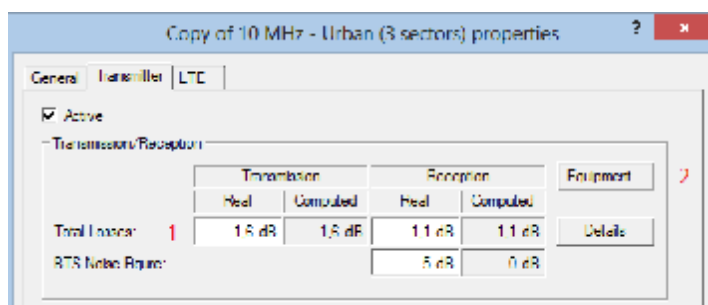 Copy of 10 MHz - Urban (3 sectors) properties ? x
General Transmitter LTE
Active
Transmission/Reception
Transmission Reception Equipment 2
Real Computed Real Computed
Total Losses: 1 1,6 dB 1,6 dB 1,1 dB 1,1 dB Details
BTS Noise Figure: 5 dB 0 dB